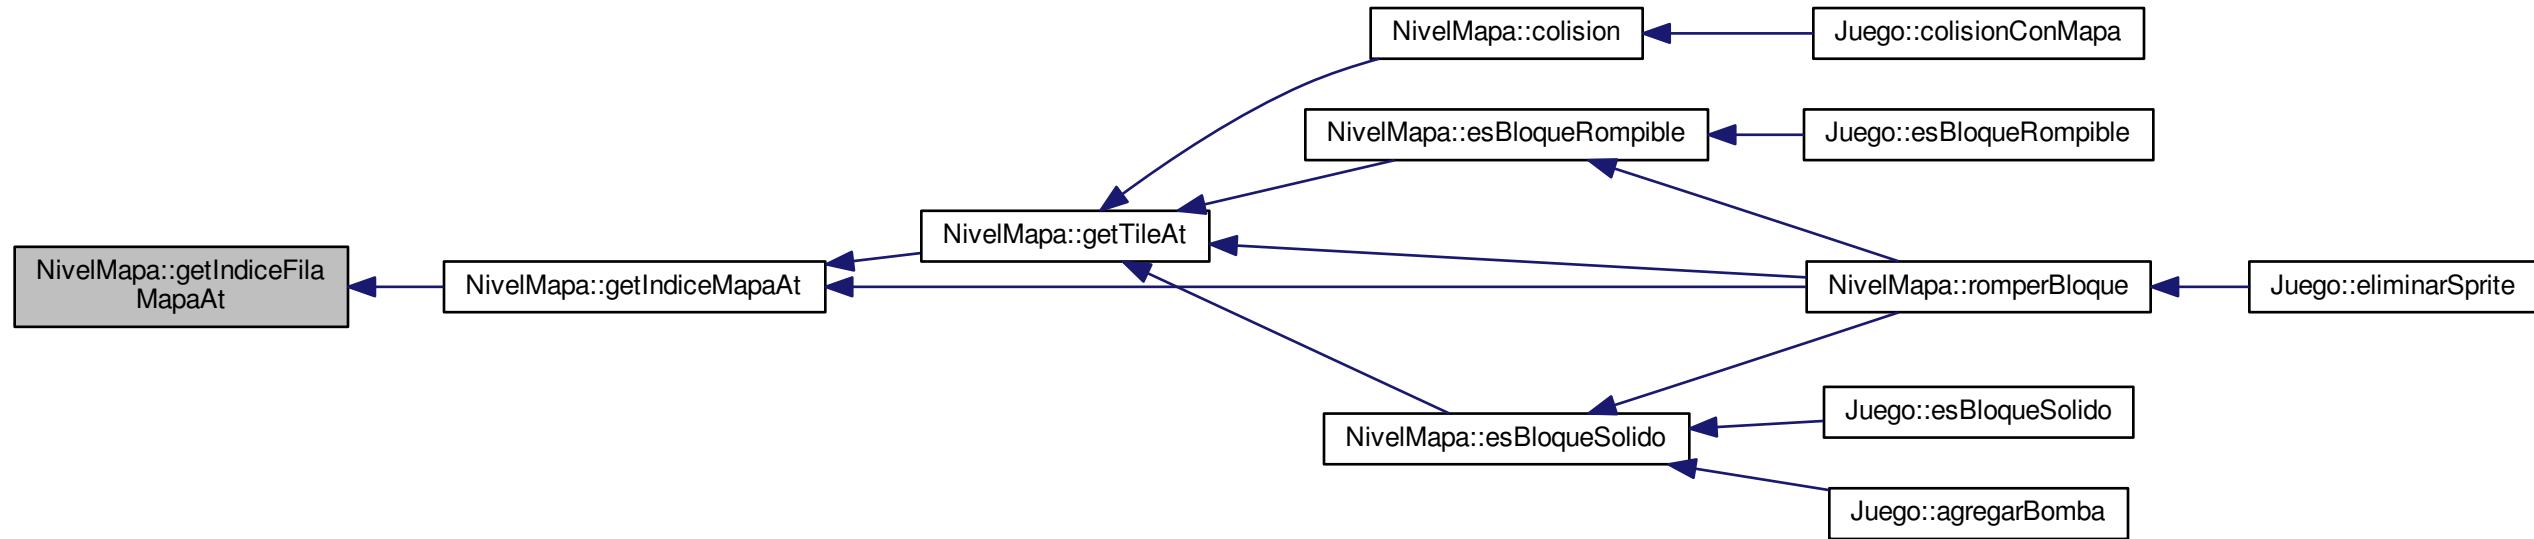 NivelMapa::colision
Juego::colisionConMapa
NivelMapa::esBloqueRompible
Juego::esBloqueRompible
NivelMapa::getTileAt
NivelMapa::getIndiceFila
MapaAt
NivelMapa::getIndiceMapaAt
NivelMapa::romperBloque
Juego::eliminarSprite
Juego::esBloqueSolido
NivelMapa::esBloqueSolido
Juego::agregarBomba